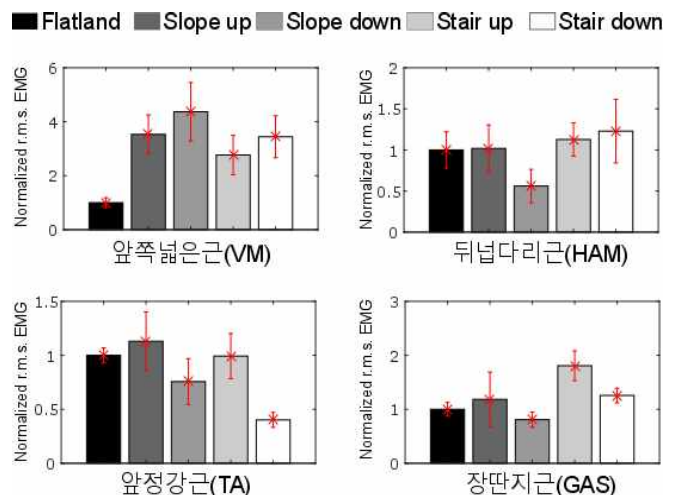 Flatland Slope up Slope down Stair up Stair down
Normalized r.m.s. EMG
6
4
2
0
앞쪽넓은근(VM)
Normalized r.m.s. EMG
2
1.5
1
0.5
0
뒤넙다리근(HAM)
Normalized r.m.s. EMG
1.5
1
0.5
0
앞정강근(TA)
Normalized r.m.s. EMG
3
2
1
0
장딴지근(GAS)